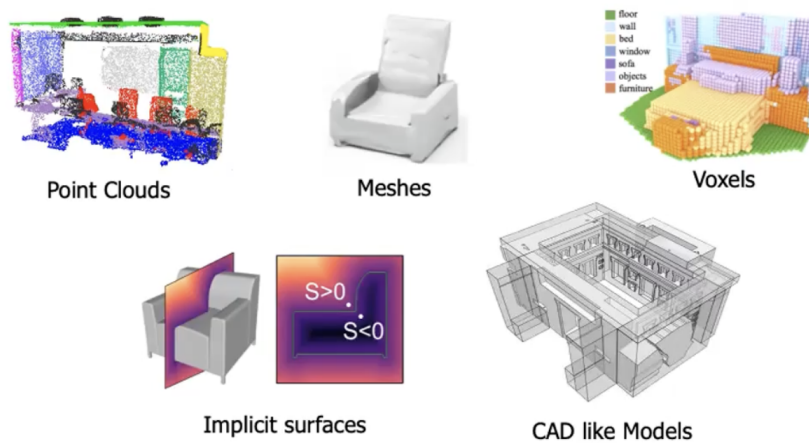 floor
wall
bed
window
sofa
objects
furniture
Point Clouds
Meshes
Voxels
S>0
S<0
Implicit surfaces
CAD like Models